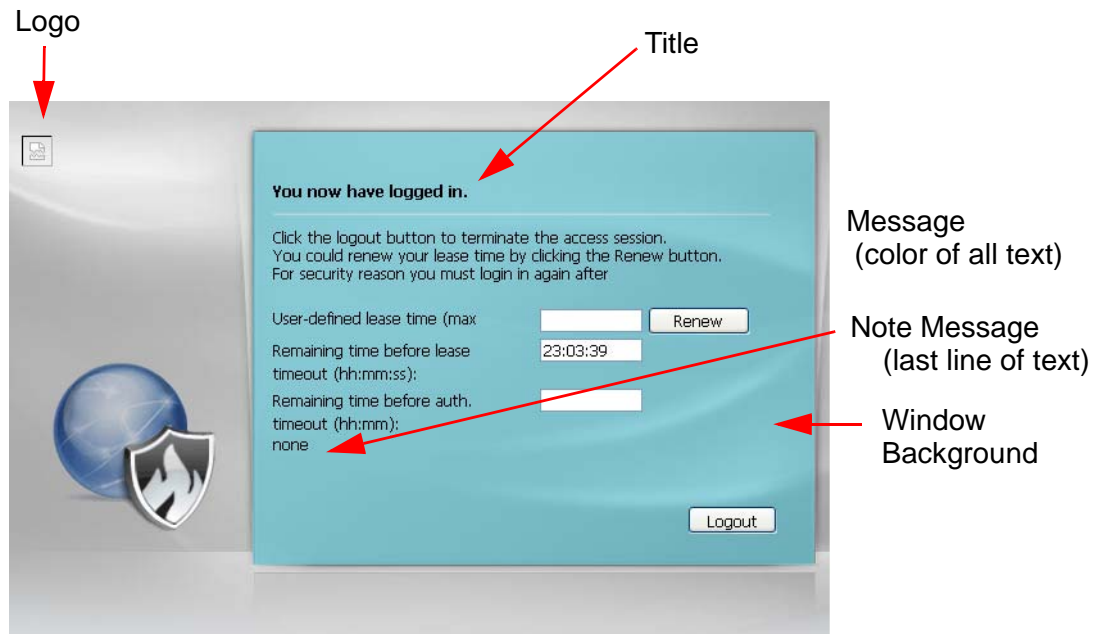 Logo
Title
You now have logged in.
Click the logout button to terminate the access session.
You could renew your lease time by clicking the Renew button.
For security reason you must login in again after
Message
(color of all text)
User-defined lease time (max
Renew
Note Message
(last line of text)
Remaining time before lease
timeout (hh:mm:ss):
23:03:39
Remaining time before auth.
timeout (hh:mm):
none
Window
Background
Logout